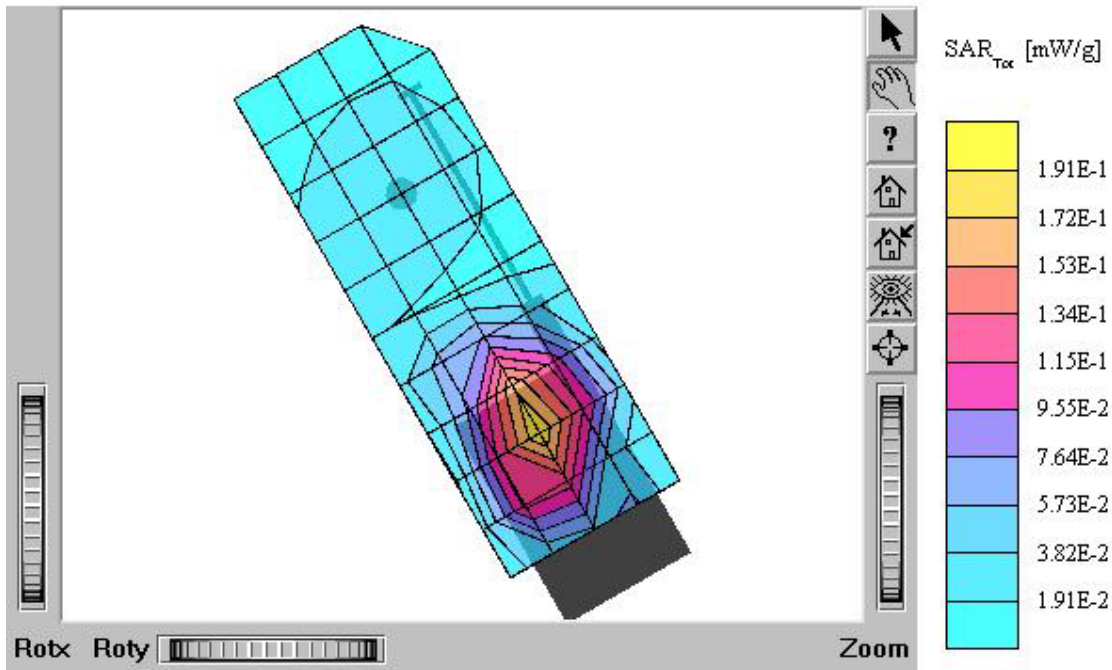 SAR_Tot [mW/g]
?
1.91E-1
1.72E-1
1.53E-1
1.34E-1
1.15E-1
9.55E-2
7.64E-2
5.73E-2
3.82E-2
1.91E-2
Rotx Roty Zoom